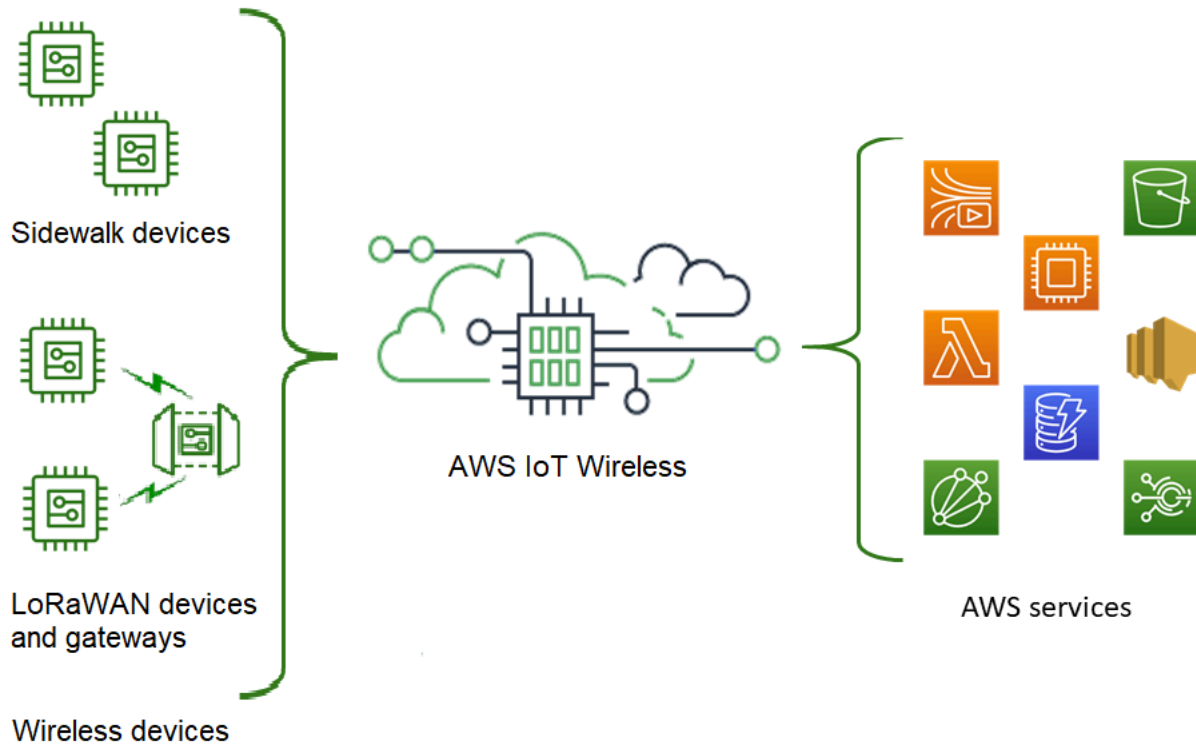 Sidewalk devices
LoRaWAN devices
and gateways
Wireless devices
AWS IoT Wireless
AWS services